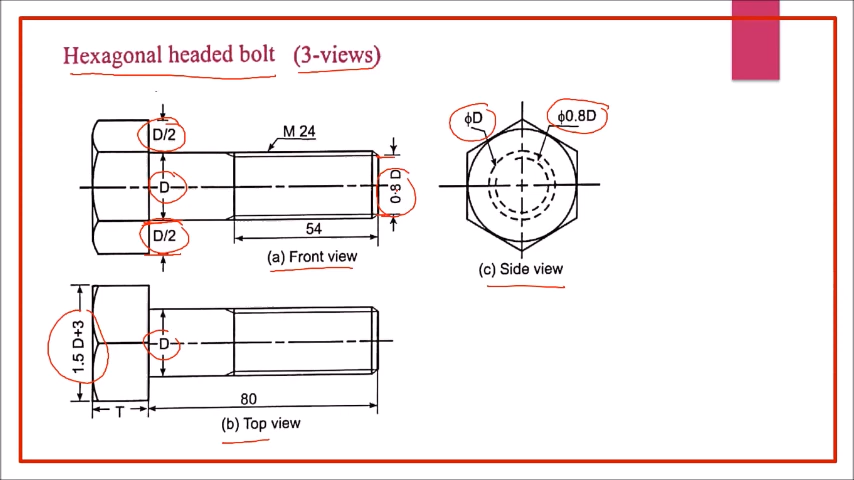 Hexagonal headed bolt (3-views)
D/2
M 24
D
0·8 D
D/2
54
(a) Front view
ϕD
ϕ0.8D
(c) Side view
1.5 D+3
D
T
80
(b) Top view